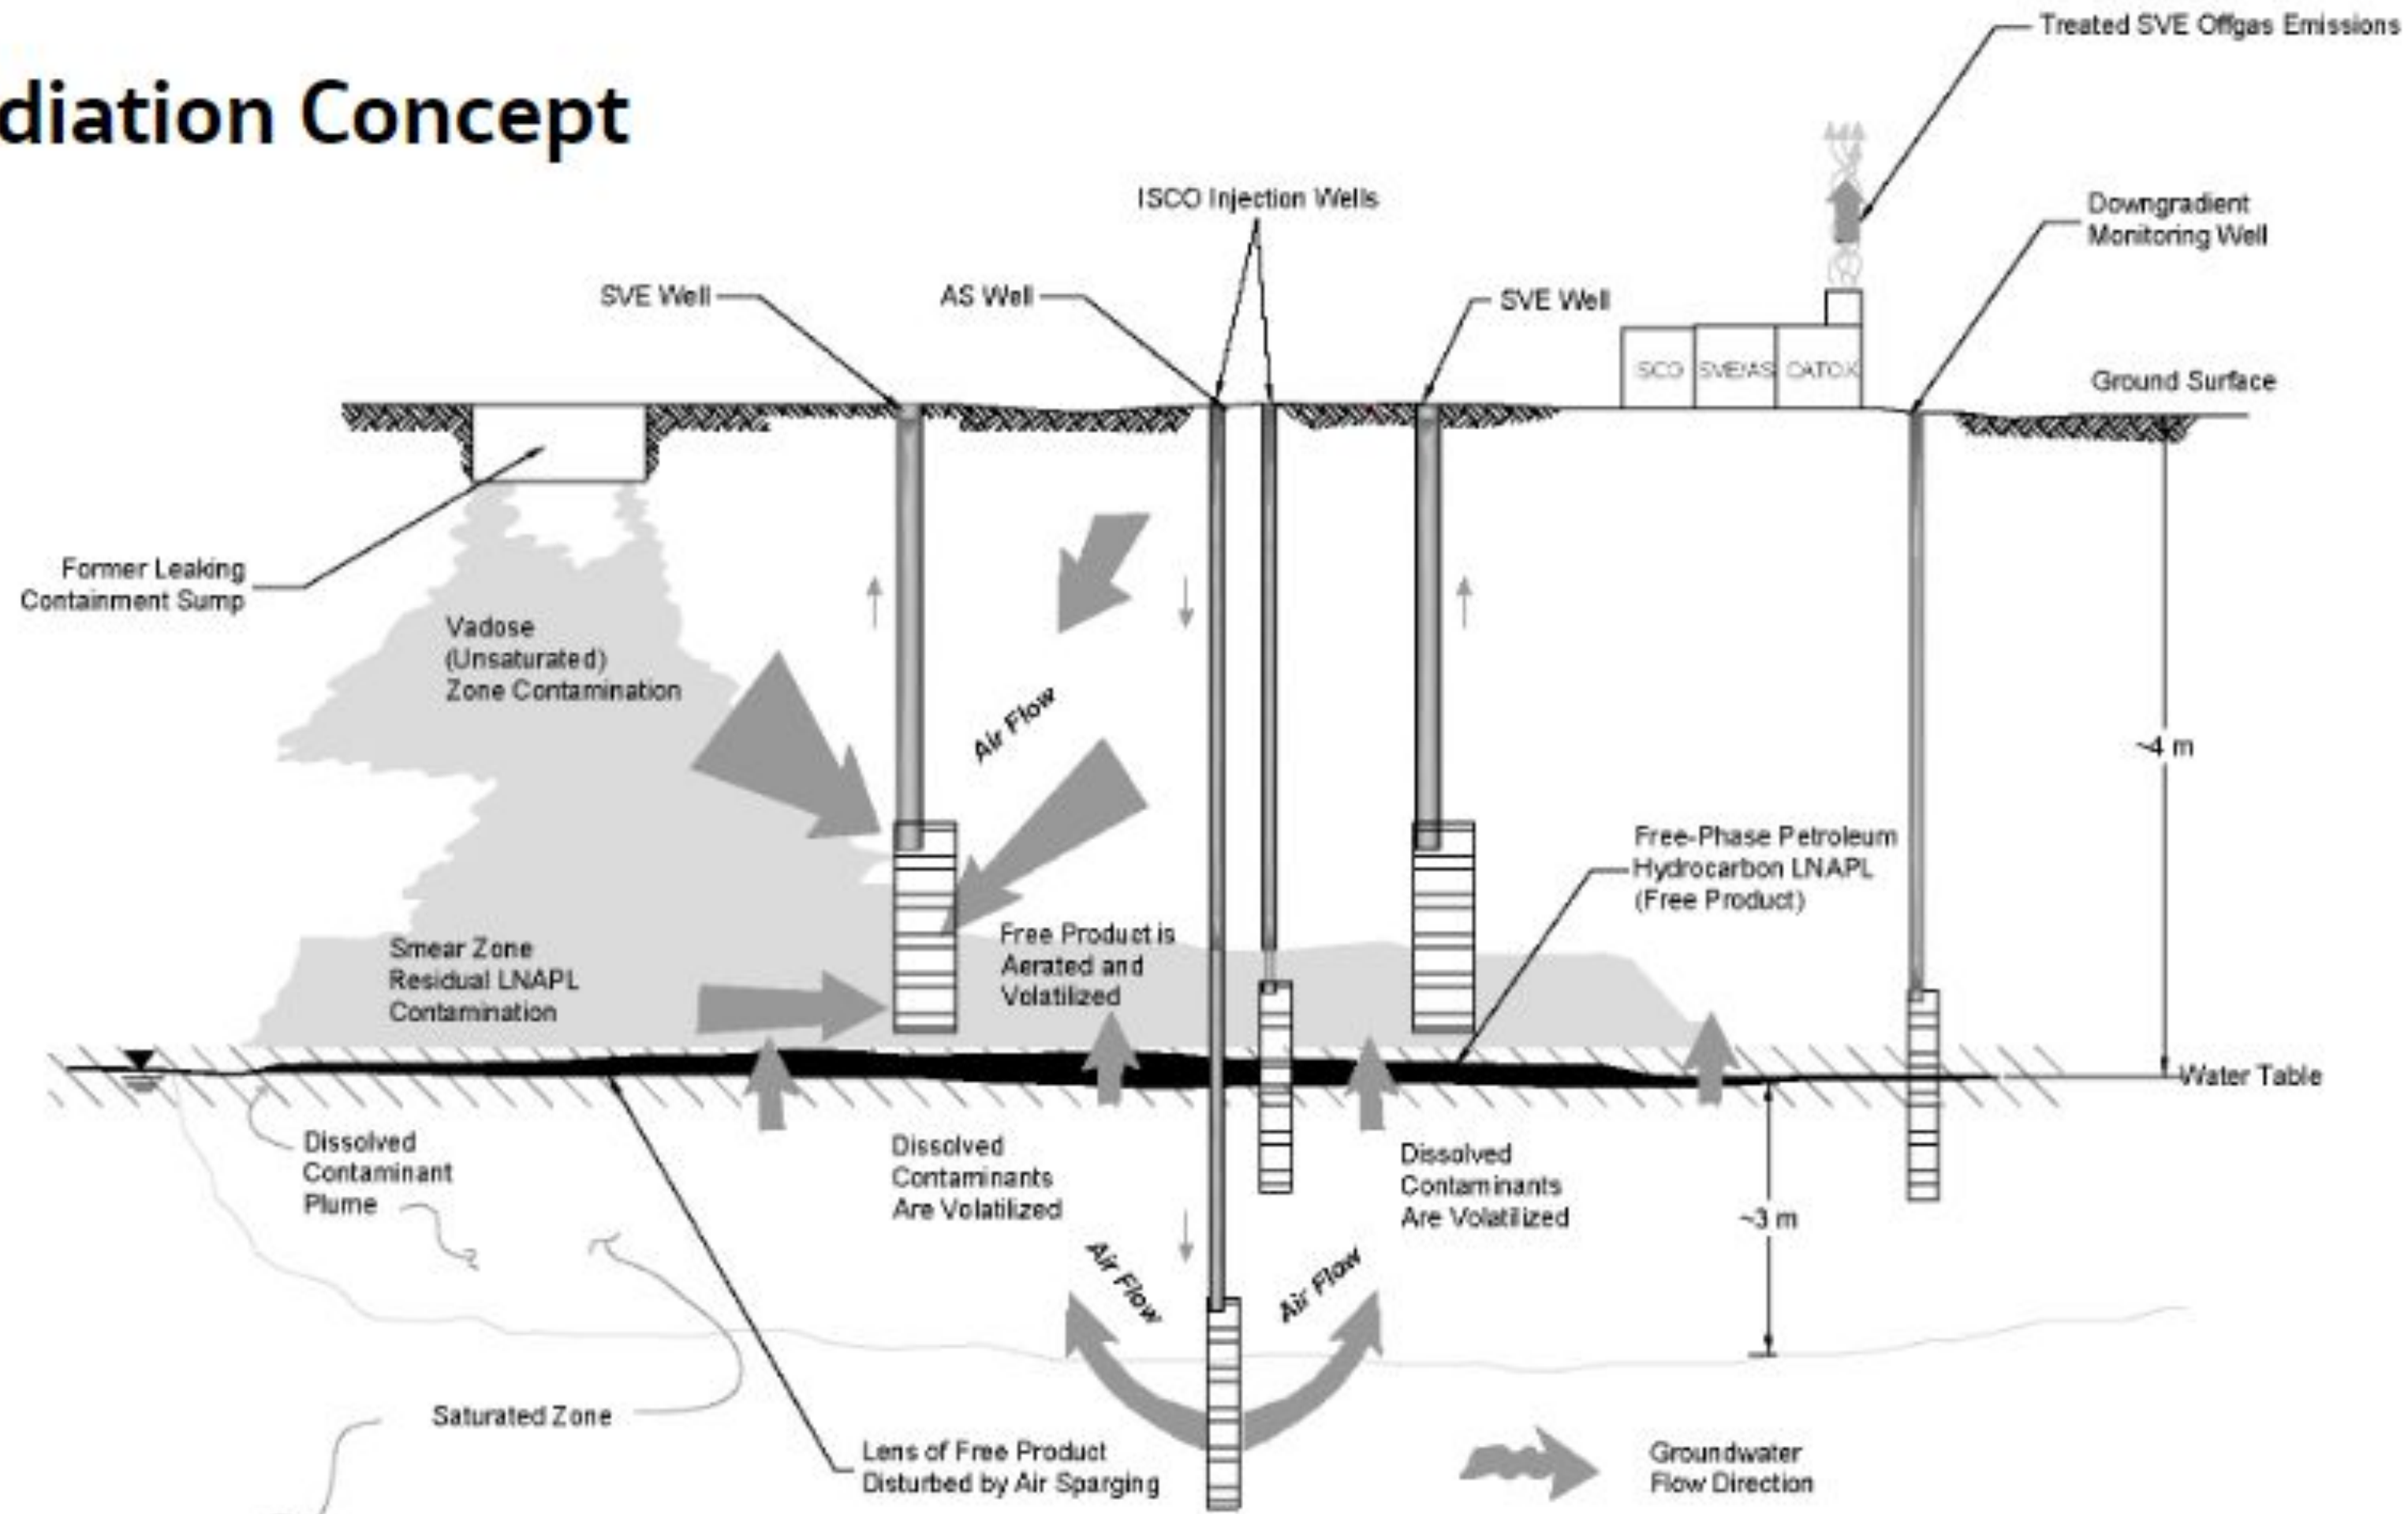 diation Concept
Treated SVE Offgas Emissions
ISCO Injection Wells
Downgradient
Monitoring Well
SVE Well
AS Well
SVE Well
ISCO
SVE/AS
CATOX
Ground Surface
Former Leaking
Containment Sump
Vadose
(Unsaturated)
Zone Contamination
Air Flow
~4 m
Free-Phase Petroleum
Hydrocarbon LNAPL
(Free Product)
Smear Zone
Residual LNAPL
Contamination
Free Product is
Aerated and
Volatilized
Water Table
Dissolved
Contaminant
Plume
Dissolved
Contaminants
Are Volatilized
Dissolved
Contaminants
Are Volatilized
~3 m
Air Flow
Air Flow
Saturated Zone
Lens of Free Product
Disturbed by Air Sparging
Groundwater
Flow Direction